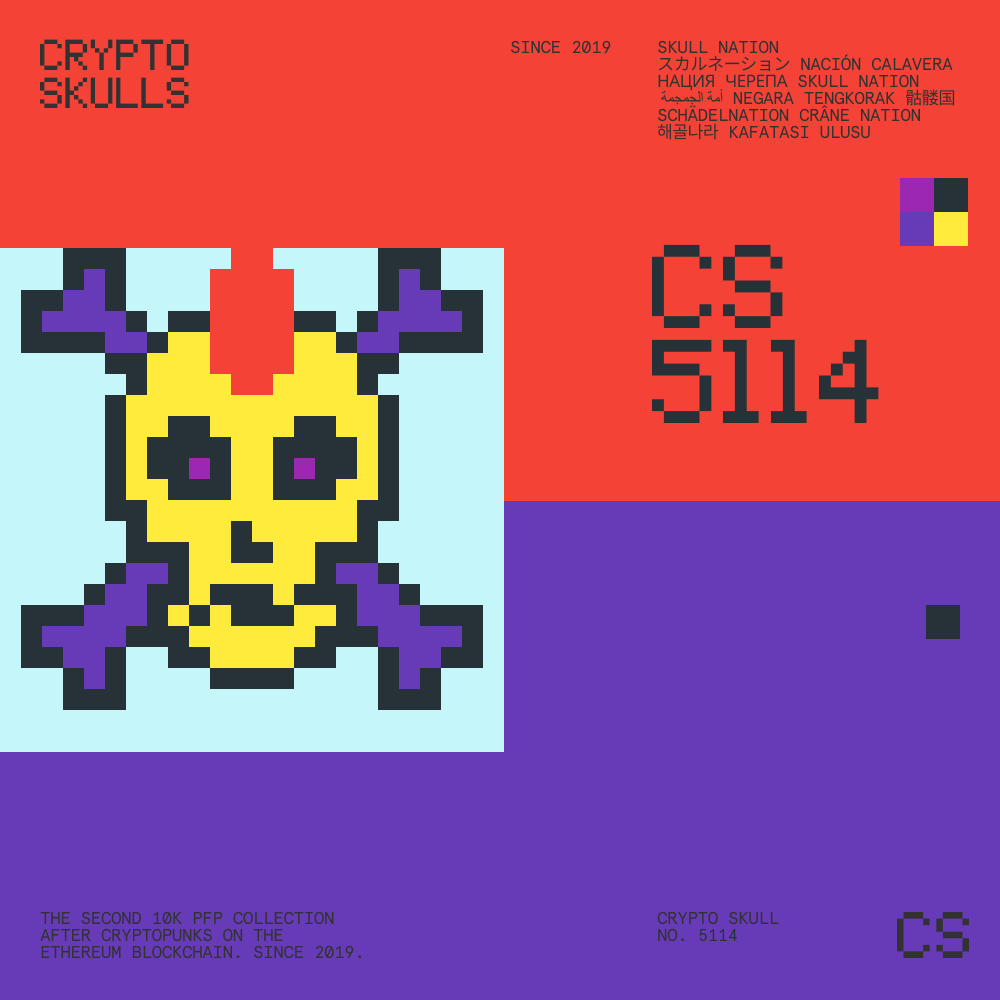 CRYPTO
SKULLS
SINCE 2019
SKULL NATION
スカルネーション NACIÓN CALAVERA
НАЦИЯ ЧЕРЕПА SKULL NATION
أمة الجمجمة NEGARA TENGKORAK 骷髅国
SCHÄDELNATION CRÂNE NATION
해골나라 KAFATASI ULUSU
CS
5114
THE SECOND 10K PFP COLLECTION
AFTER CRYPTOPUNKS ON THE
ETHEREUM BLOCKCHAIN. SINCE 2019.
CRYPTO SKULL
NO. 5114
CS